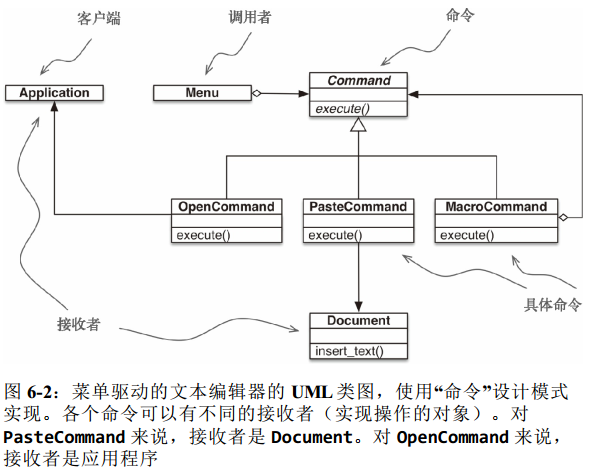 客户端
调用者
命令
Application
Menu
Command
execute()
OpenCommand
execute()
PasteCommand
execute()
MacroCommand
execute()
接收者
具体命令
Document
insert_text()
图 6-2：菜单驱动的文本编辑器的 UML 类图，使用“命令”设计模式
实现。各个命令可以有不同的接收者（实现操作的对象）。对
PasteCommand 来说，接收者是 Document。对 OpenCommand 来说，
接收者是应用程序